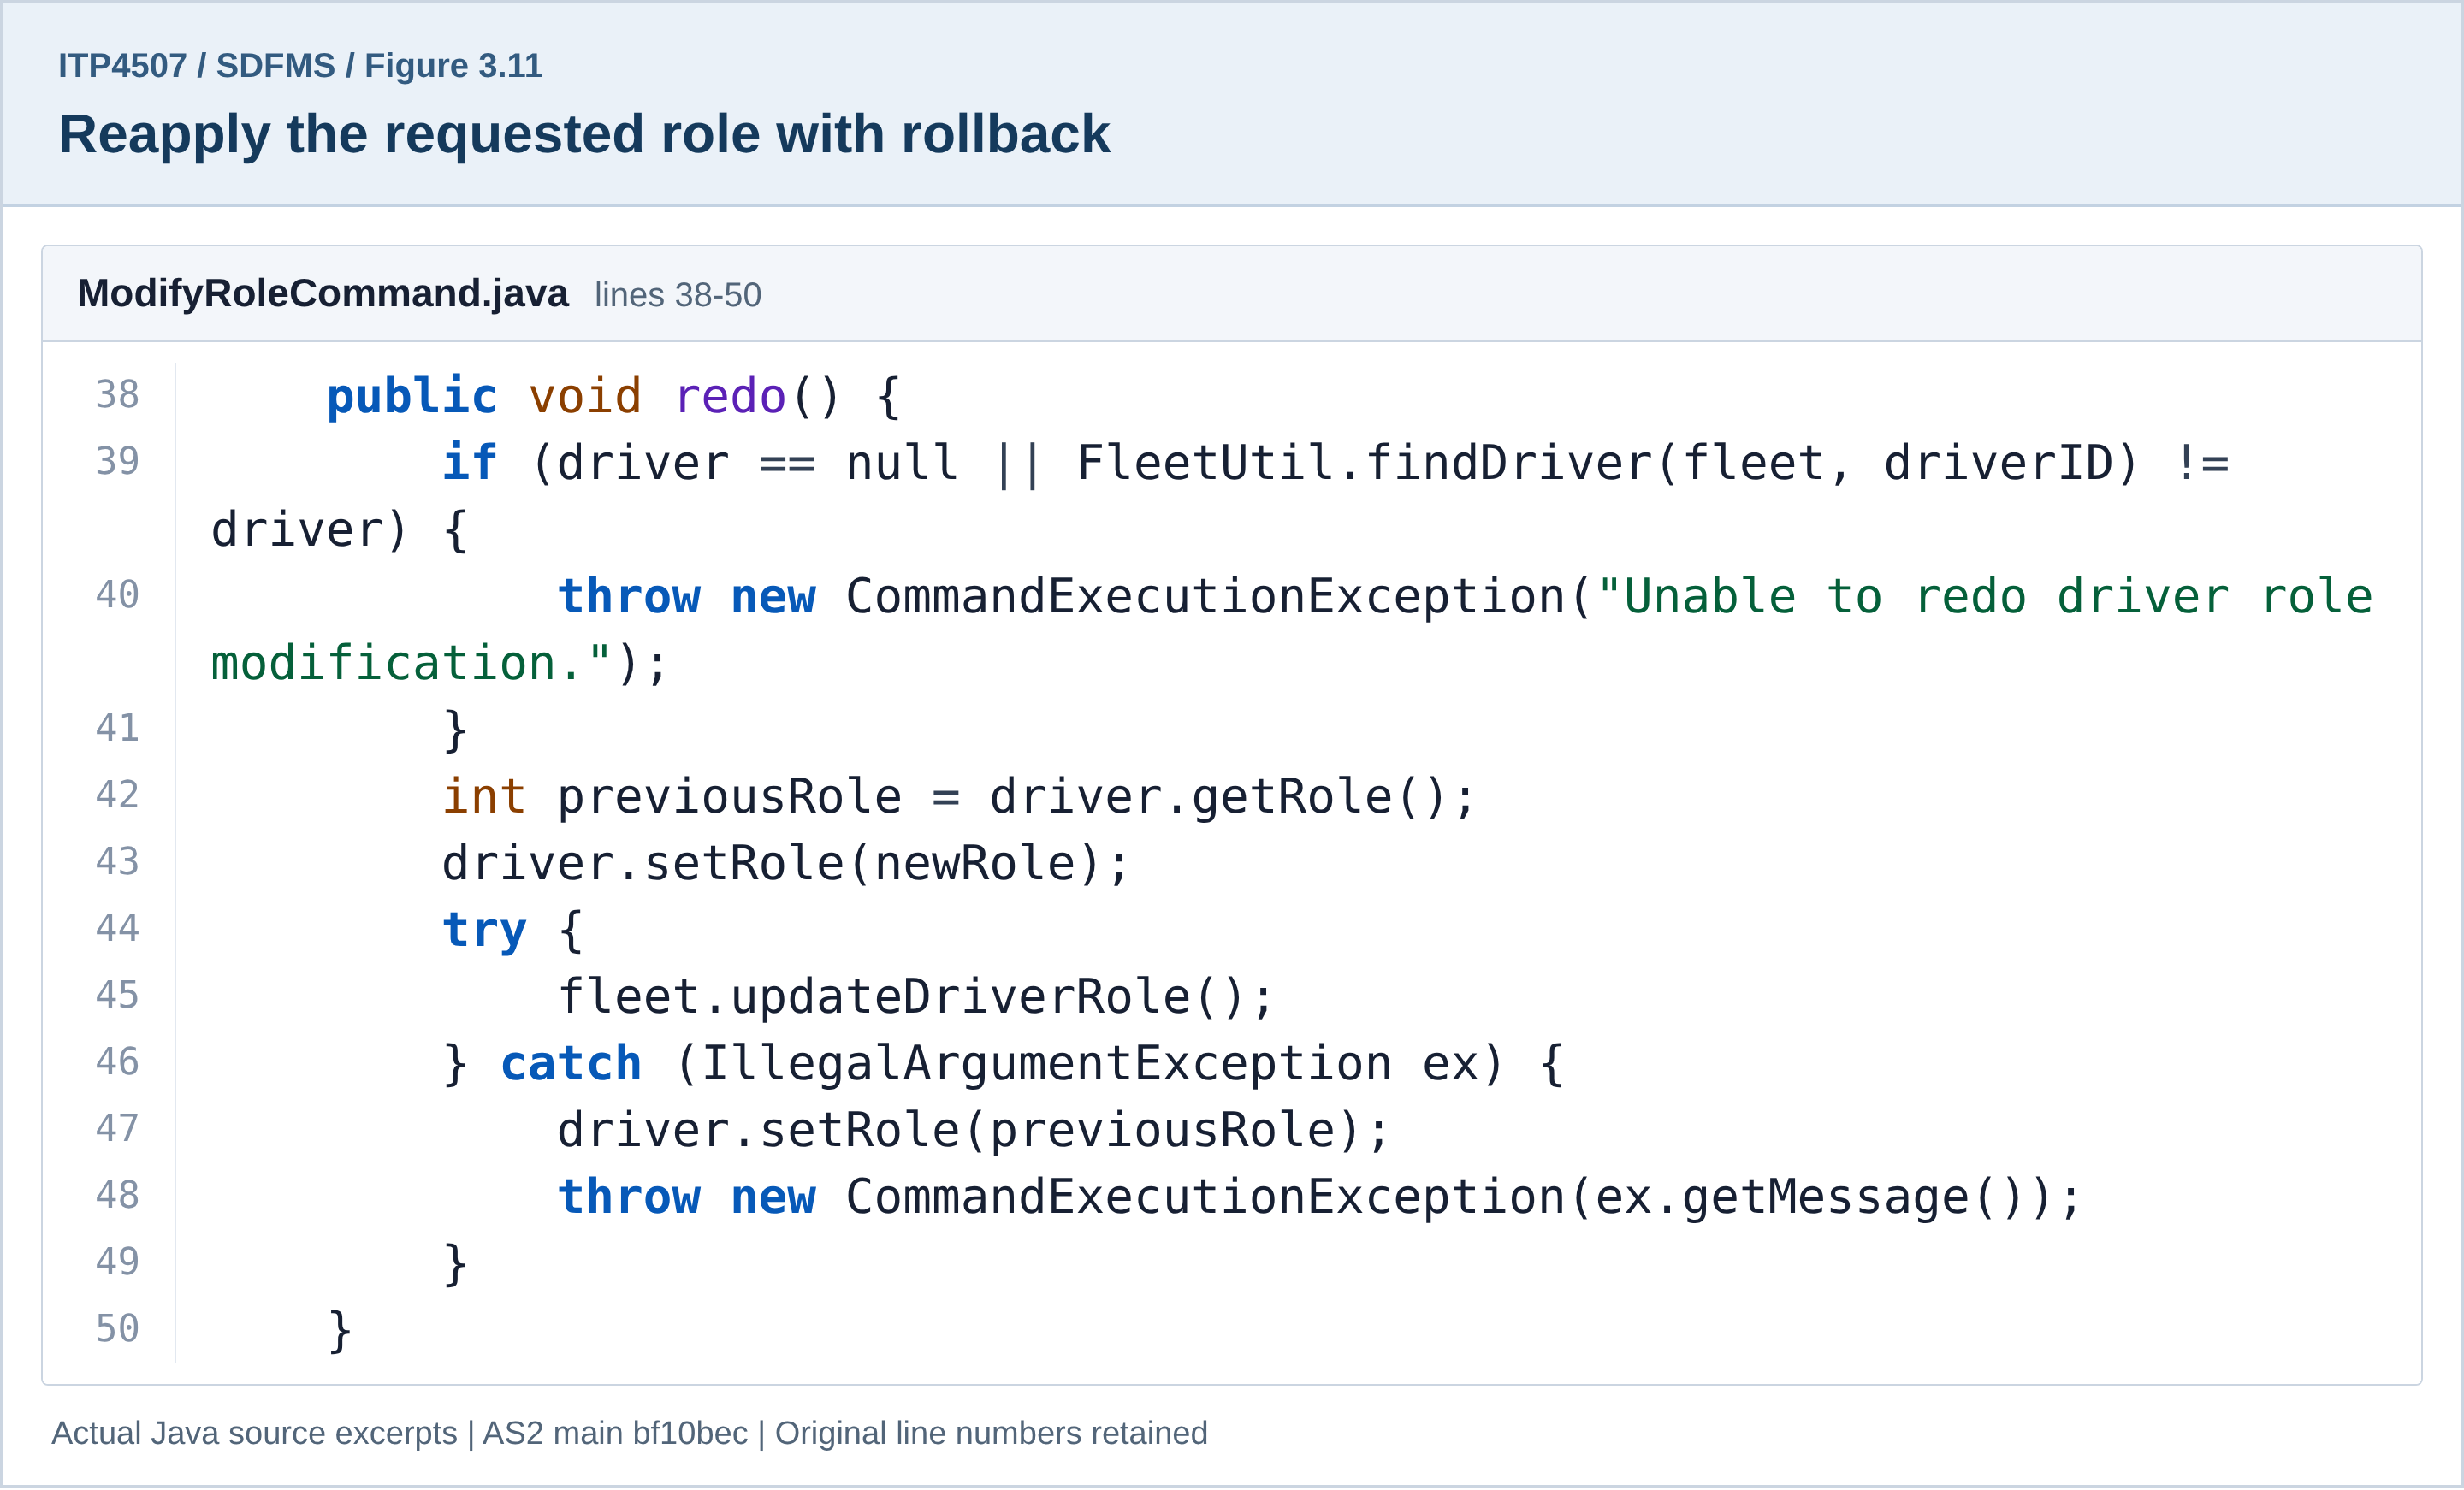 ITP4507 / SDFMS / Figure 3.11
Reapply the requested role with rollback
ModifyRoleCommand.java lines 38-50
38     public void redo() {
39         if (driver == null || FleetUtil.findDriver(fleet, driverID) !=
driver) {
40             throw new CommandExecutionException("Unable to redo driver role
modification.");
41         }
42         int previousRole = driver.getRole();
43         driver.setRole(newRole);
44         try {
45             fleet.updateDriverRole();
46         } catch (IllegalArgumentException ex) {
47             driver.setRole(previousRole);
48             throw new CommandExecutionException(ex.getMessage());
49         }
50     }
Actual Java source excerpts | AS2 main bf10bec | Original line numbers retained